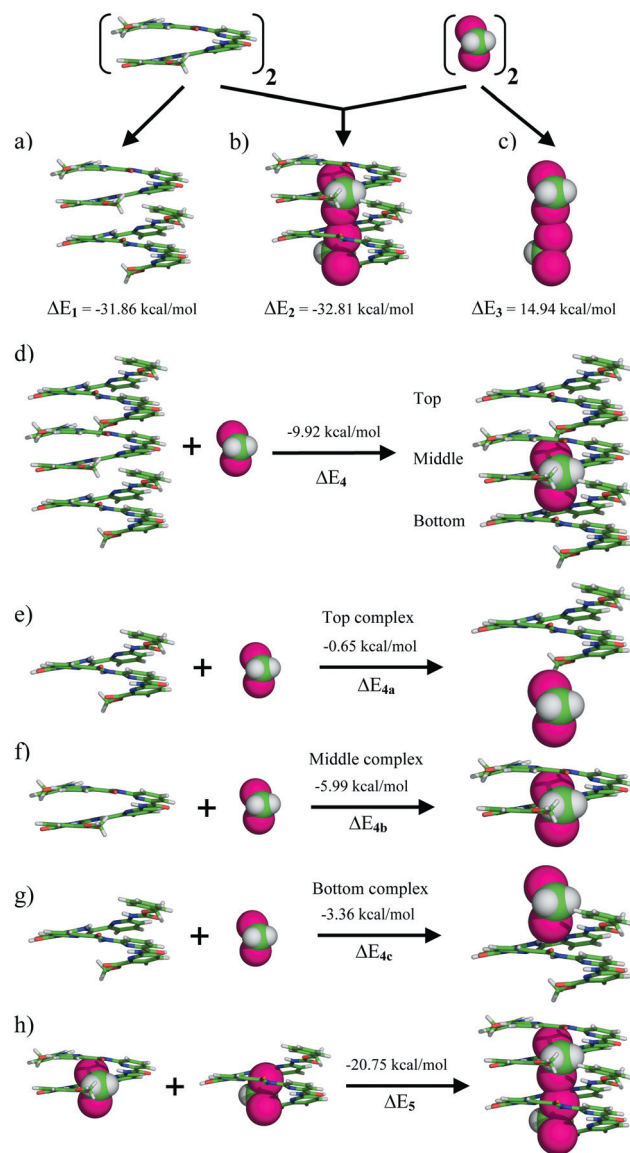 2
2
a)
b)
c)
ΔE1 = -31.86 kcal/mol
ΔE2 = -32.81 kcal/mol
ΔE3 = 14.94 kcal/mol
d)
Top
+
-9.92 kcal/mol
ΔE4
Middle
Bottom
e)
Top complex
+
-0.65 kcal/mol
ΔE4a
f)
Middle complex
+
-5.99 kcal/mol
ΔE4b
g)
Bottom complex
+
-3.36 kcal/mol
ΔE4c
h)
+
-20.75 kcal/mol
ΔE5